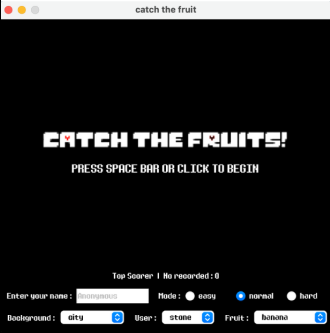 catch the fruit
CATCH THE FRUITS!
PRESS SPACE BAR OR CLICK TO BEGIN
Top Scorer | No recorded : 0
Enter your name : Anonymous Mode : easy normal hard
Background : city User : stone Fruit : banana